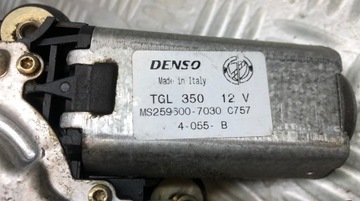 DENSO
Made in Italy
TGL 350 12 V
MS259600-7030 C757
4-055- B